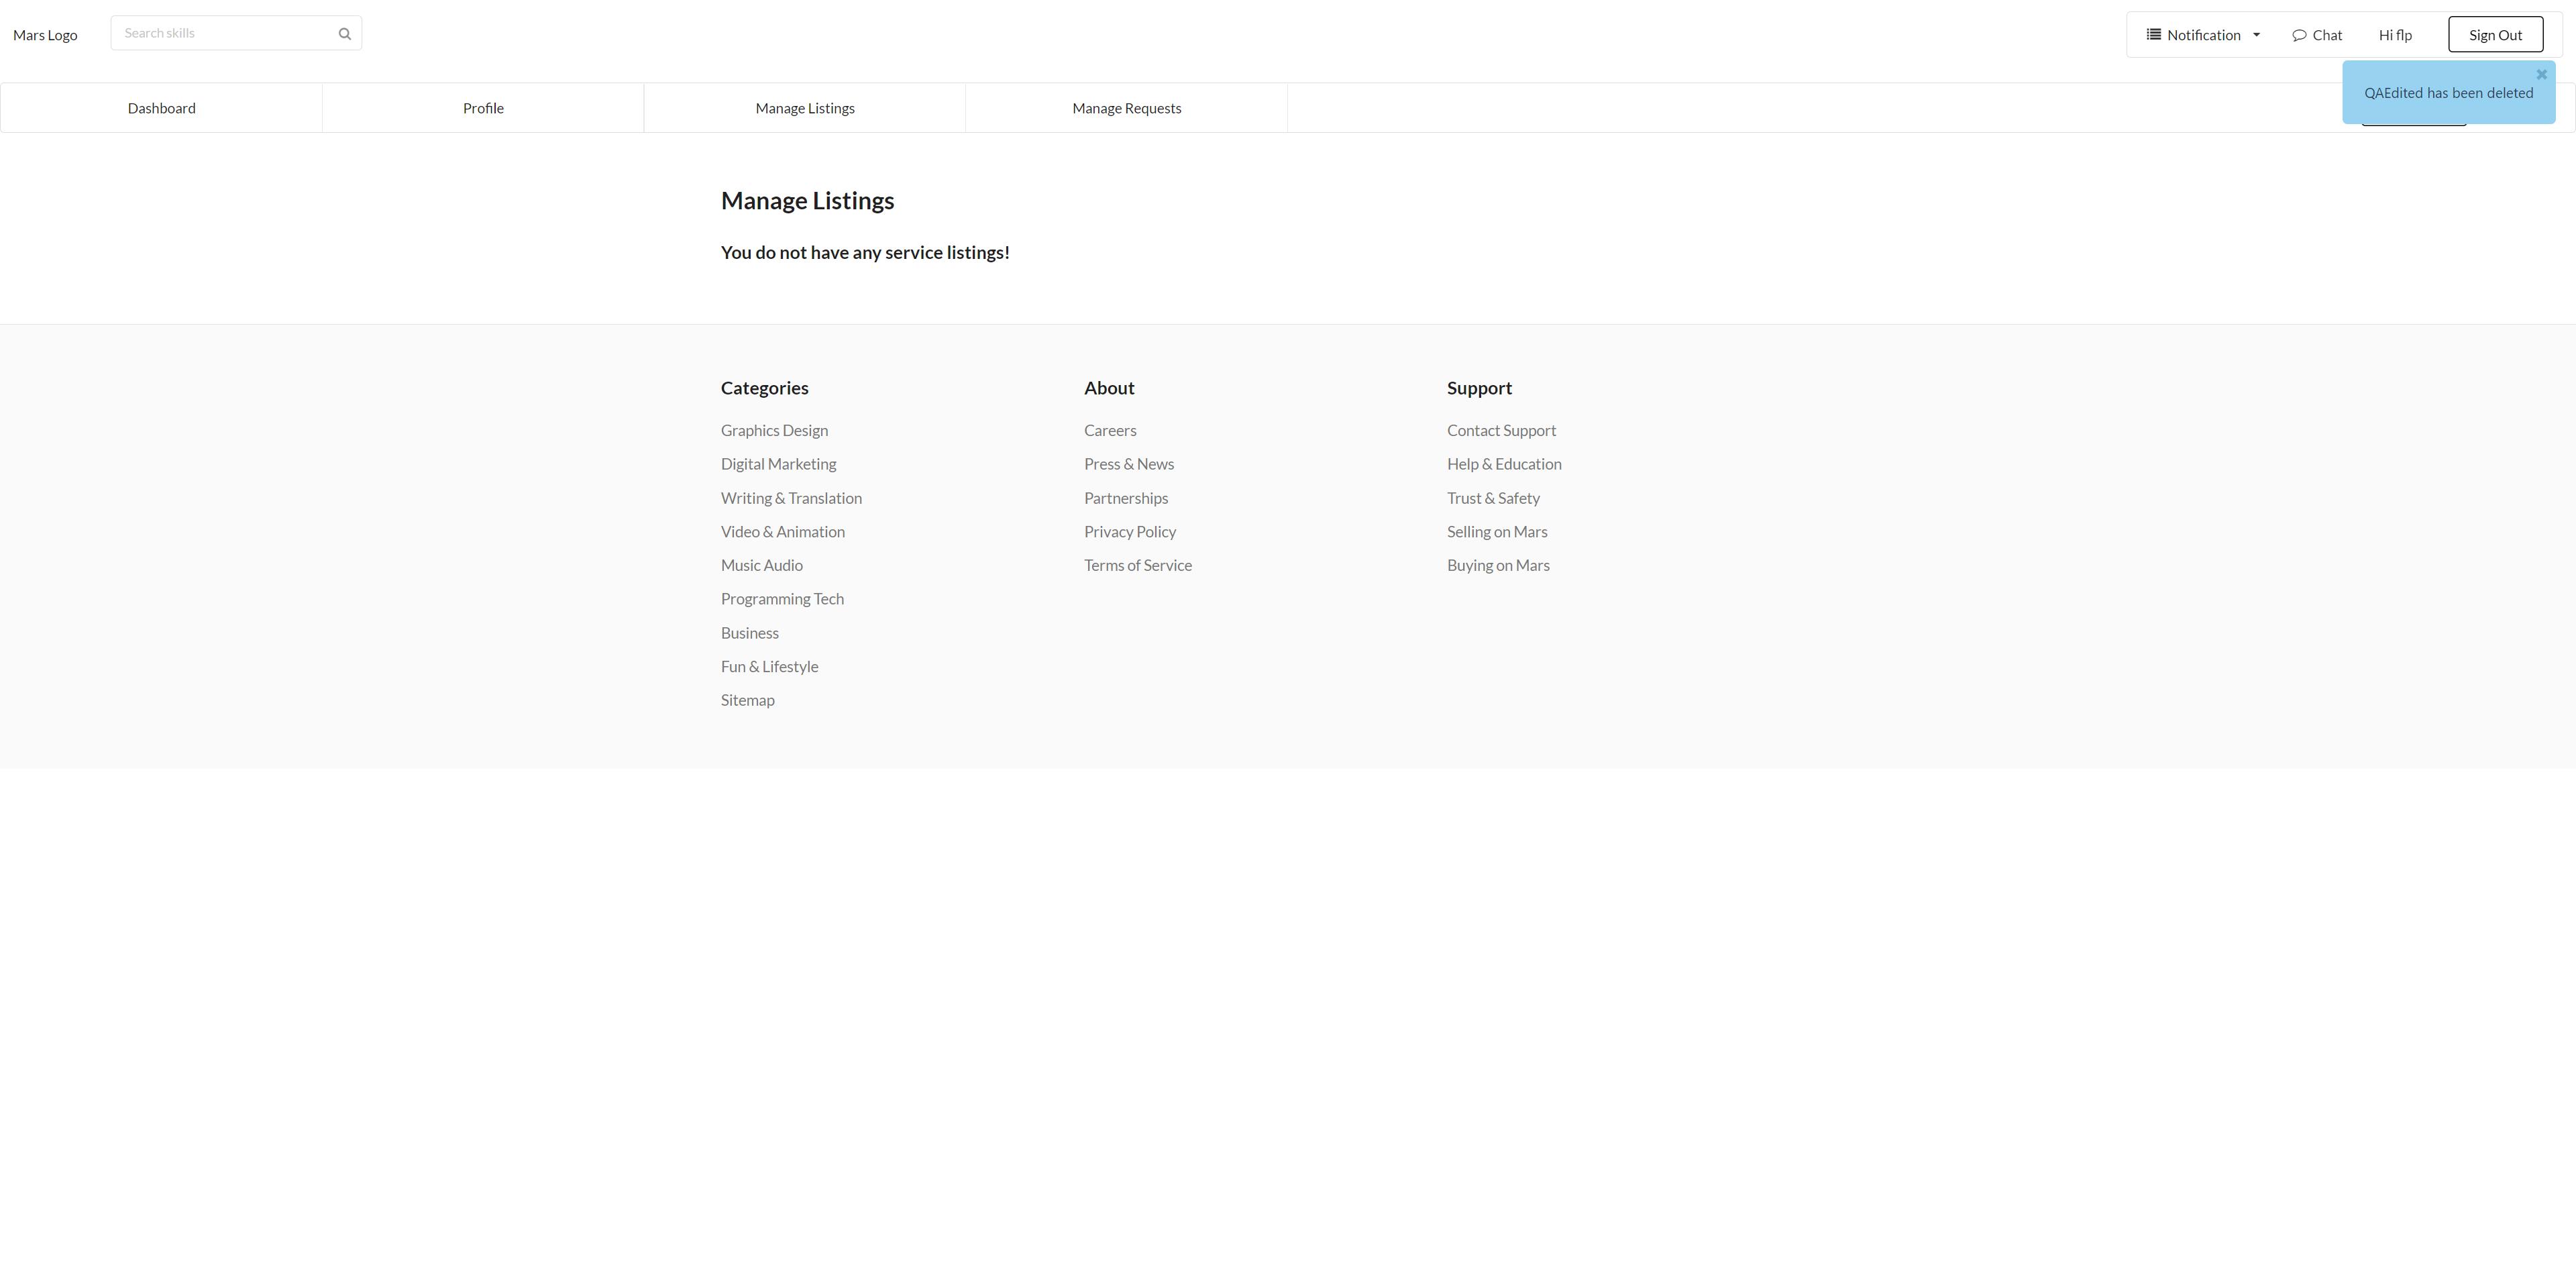 Mars Logo
Search skills
Notification
Chat
Hi flp
Sign Out
QAEdited has been deleted
Dashboard
Profile
Manage Listings
Manage Requests
Manage Listings
You do not have any service listings!
Categories
Graphics Design
Digital Marketing
Writing & Translation
Video & Animation
Music Audio
Programming Tech
Business
Fun & Lifestyle
Sitemap
About
Careers
Press & News
Partnerships
Privacy Policy
Terms of Service
Support
Contact Support
Help & Education
Trust & Safety
Selling on Mars
Buying on Mars